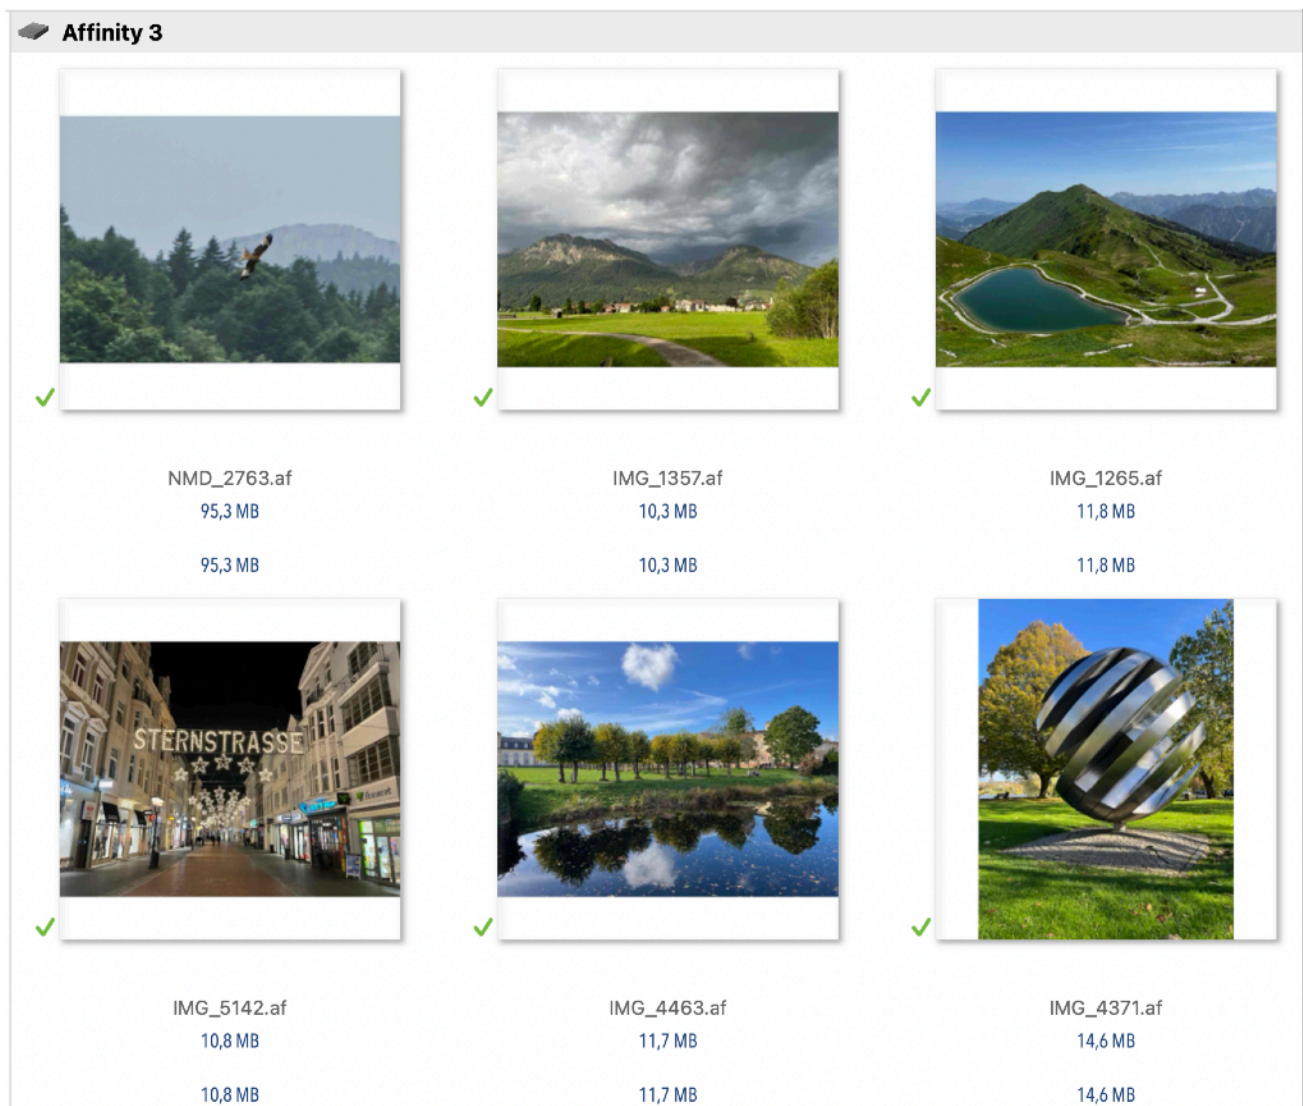 Affinity 3
NMD_2763.af
95,3 MB
95,3 MB
IMG_1357.af
10,3 MB
10,3 MB
IMG_1265.af
11,8 MB
11,8 MB
STERNSTRASSE
IMG_5142.af
10,8 MB
10,8 MB
IMG_4463.af
11,7 MB
11,7 MB
IMG_4371.af
14,6 MB
14,6 MB